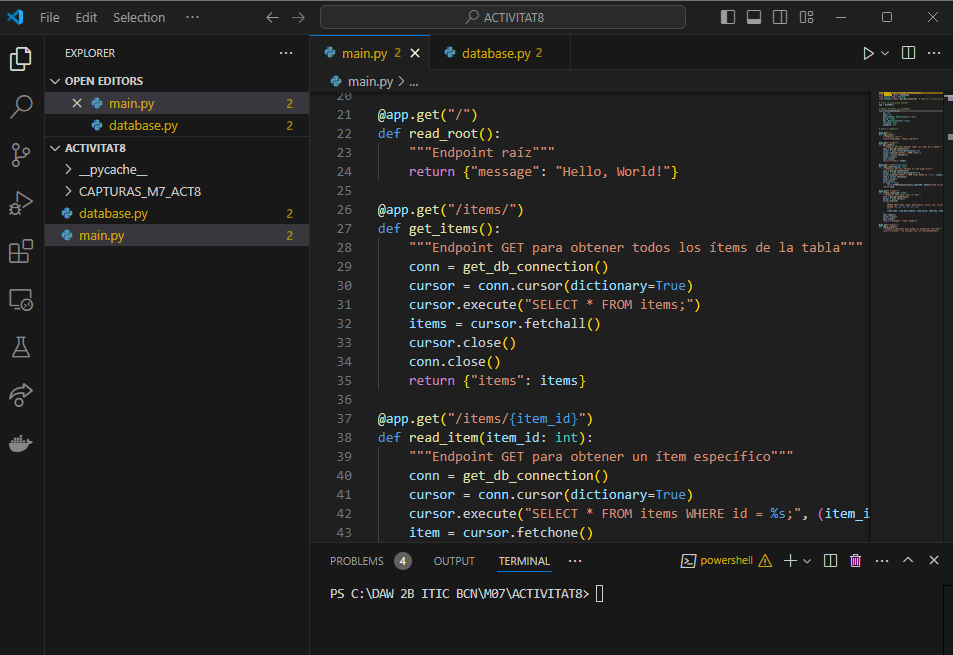 File Edit Selection ··· ACTIVITAT8
EXPLORER ···
OPEN EDITORS
main.py 2
database.py 2
ACTIVITAT8
__pycache__
CAPTURAS_M7_ACT8
database.py 2
main.py 2
main.py 2 database.py 2
main.py > ...
20
21 @app.get("/")
22 def read_root():
23 """Endpoint raíz"""
24 return {"message": "Hello, World!"}
25
26 @app.get("/items/")
27 def get_items():
28 """Endpoint GET para obtener todos los ítems de la tabla"""
29 conn = get_db_connection()
30 cursor = conn.cursor(dictionary=True)
31 cursor.execute("SELECT * FROM items;")
32 items = cursor.fetchall()
33 cursor.close()
34 conn.close()
35 return {"items": items}
36
37 @app.get("/items/{item_id}")
38 def read_item(item_id: int):
39 """Endpoint GET para obtener un ítem específico"""
40 conn = get_db_connection()
41 cursor = conn.cursor(dictionary=True)
42 cursor.execute("SELECT * FROM items WHERE id = %s;", (item_i
43 item = cursor.fetchone()
PROBLEMS 4 OUTPUT TERMINAL ··· powershell
PS C:\DAW 2B ITIC BCN\M07\ACTIVITAT8>